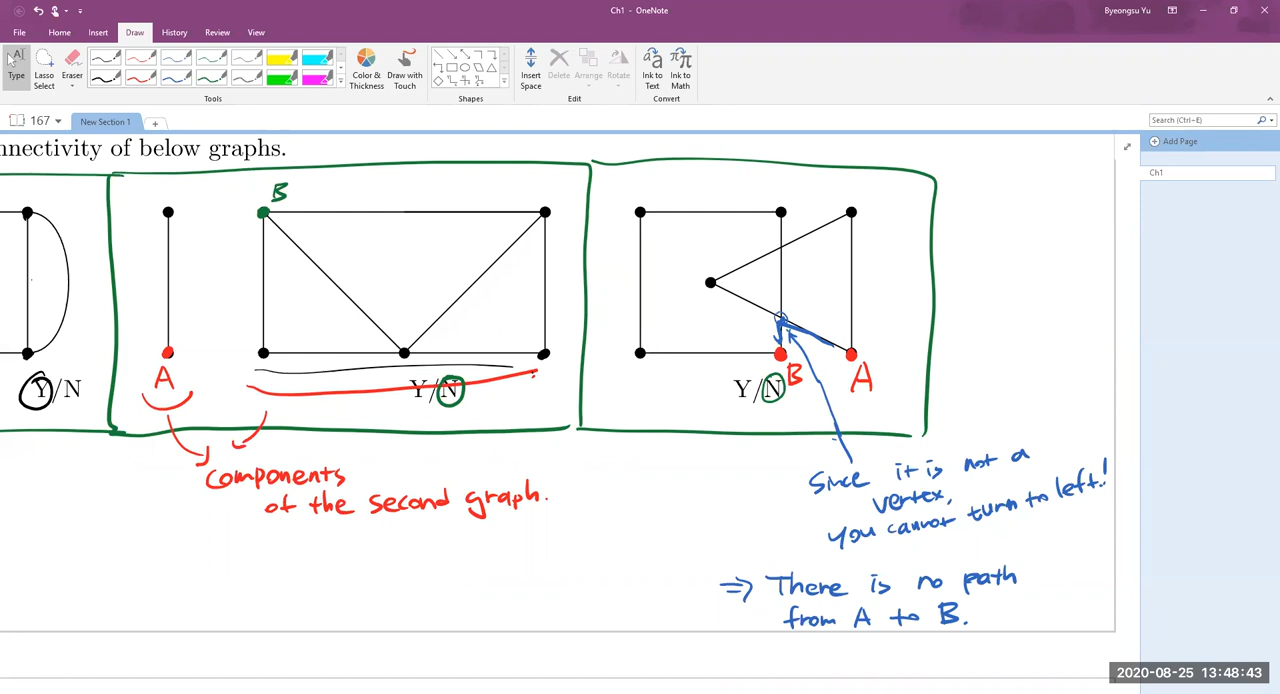 Ch1 - OneNote
Byeongsu Yu
File Home Insert Draw History Review View
Type
Lasso Select
Eraser
Color & Thickness
Draw with Touch
Insert Space
Delete
Arrange
Rotate
Ink to Text
Ink to Math
Tools
Shapes
Edit
Convert
167
New Section 1
Search (Ctrl+E)
Add Page
Ch1
nnectivity of below graphs.
B
A
B
A
Y/N
Y/N
Y/N
Components
of the second graph.
Since it is not a
vertex,
you cannot turn to left!
⇒ There is no path
from A to B.
2020-08-25 13:48:43